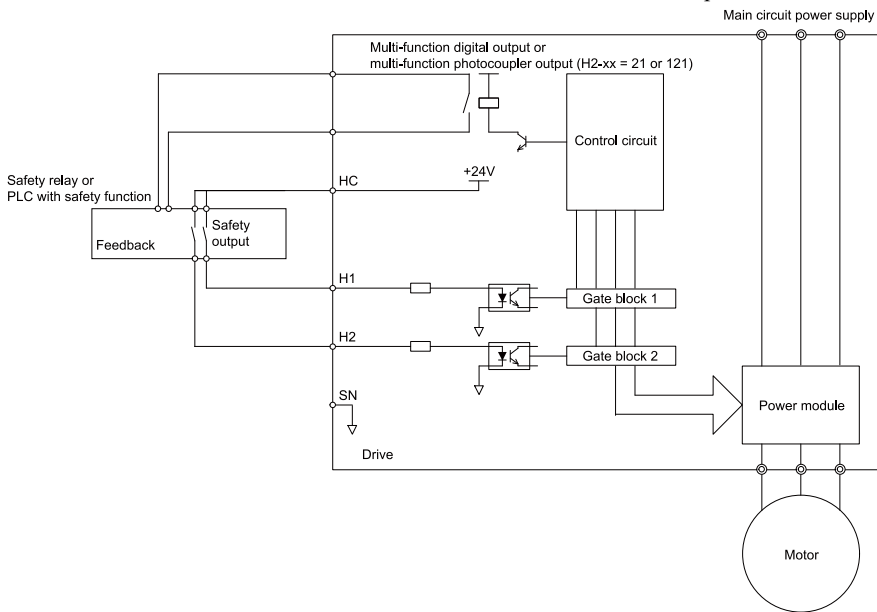 Main circuit power supply
Multi-function digital output or
multi-function photocoupler output (H2-xx = 21 or 121)
Control circuit
+24V
HC
Safety relay or
PLC with safety function
Safety
output
Feedback
H1
Gate block 1
H2
Gate block 2
SN
Power module
Drive
Motor